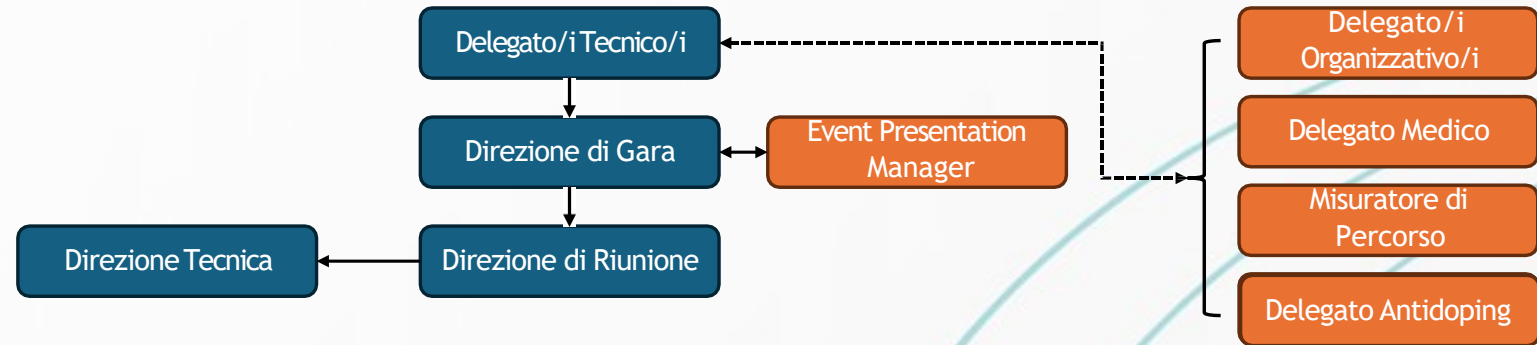 Delegato/i Tecnico/i
Delegato/i
Organizzativo/i
Direzione di Gara
Event Presentation
Manager
Delegato Medico
Misuratore di
Percorso
Direzione Tecnica
Direzione di Riunione
Delegato Antidoping